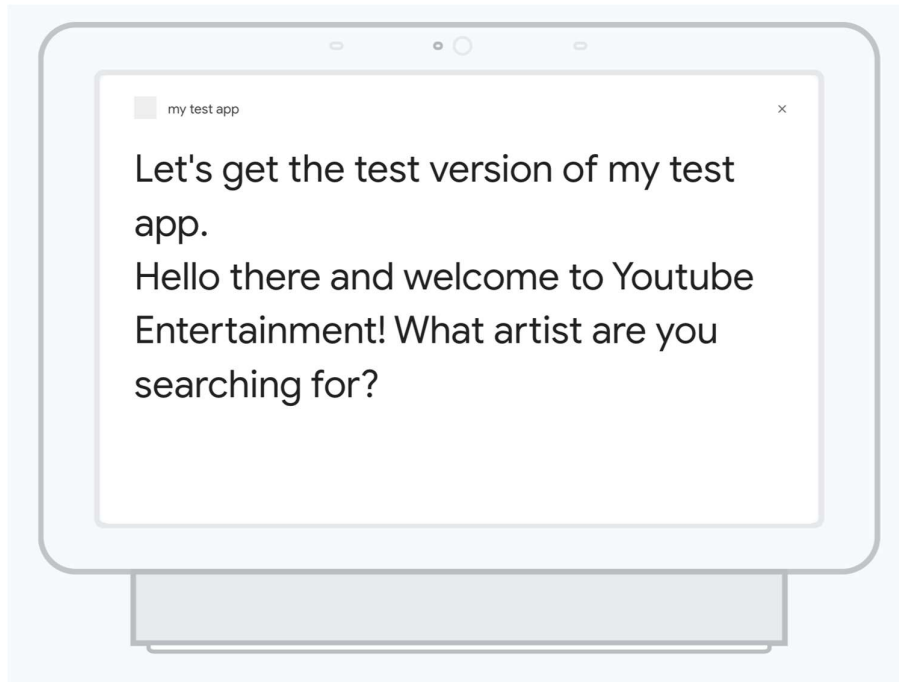 my test app
Let's get the test version of my test
app.
Hello there and welcome to Youtube
Entertainment! What artist are you
searching for?